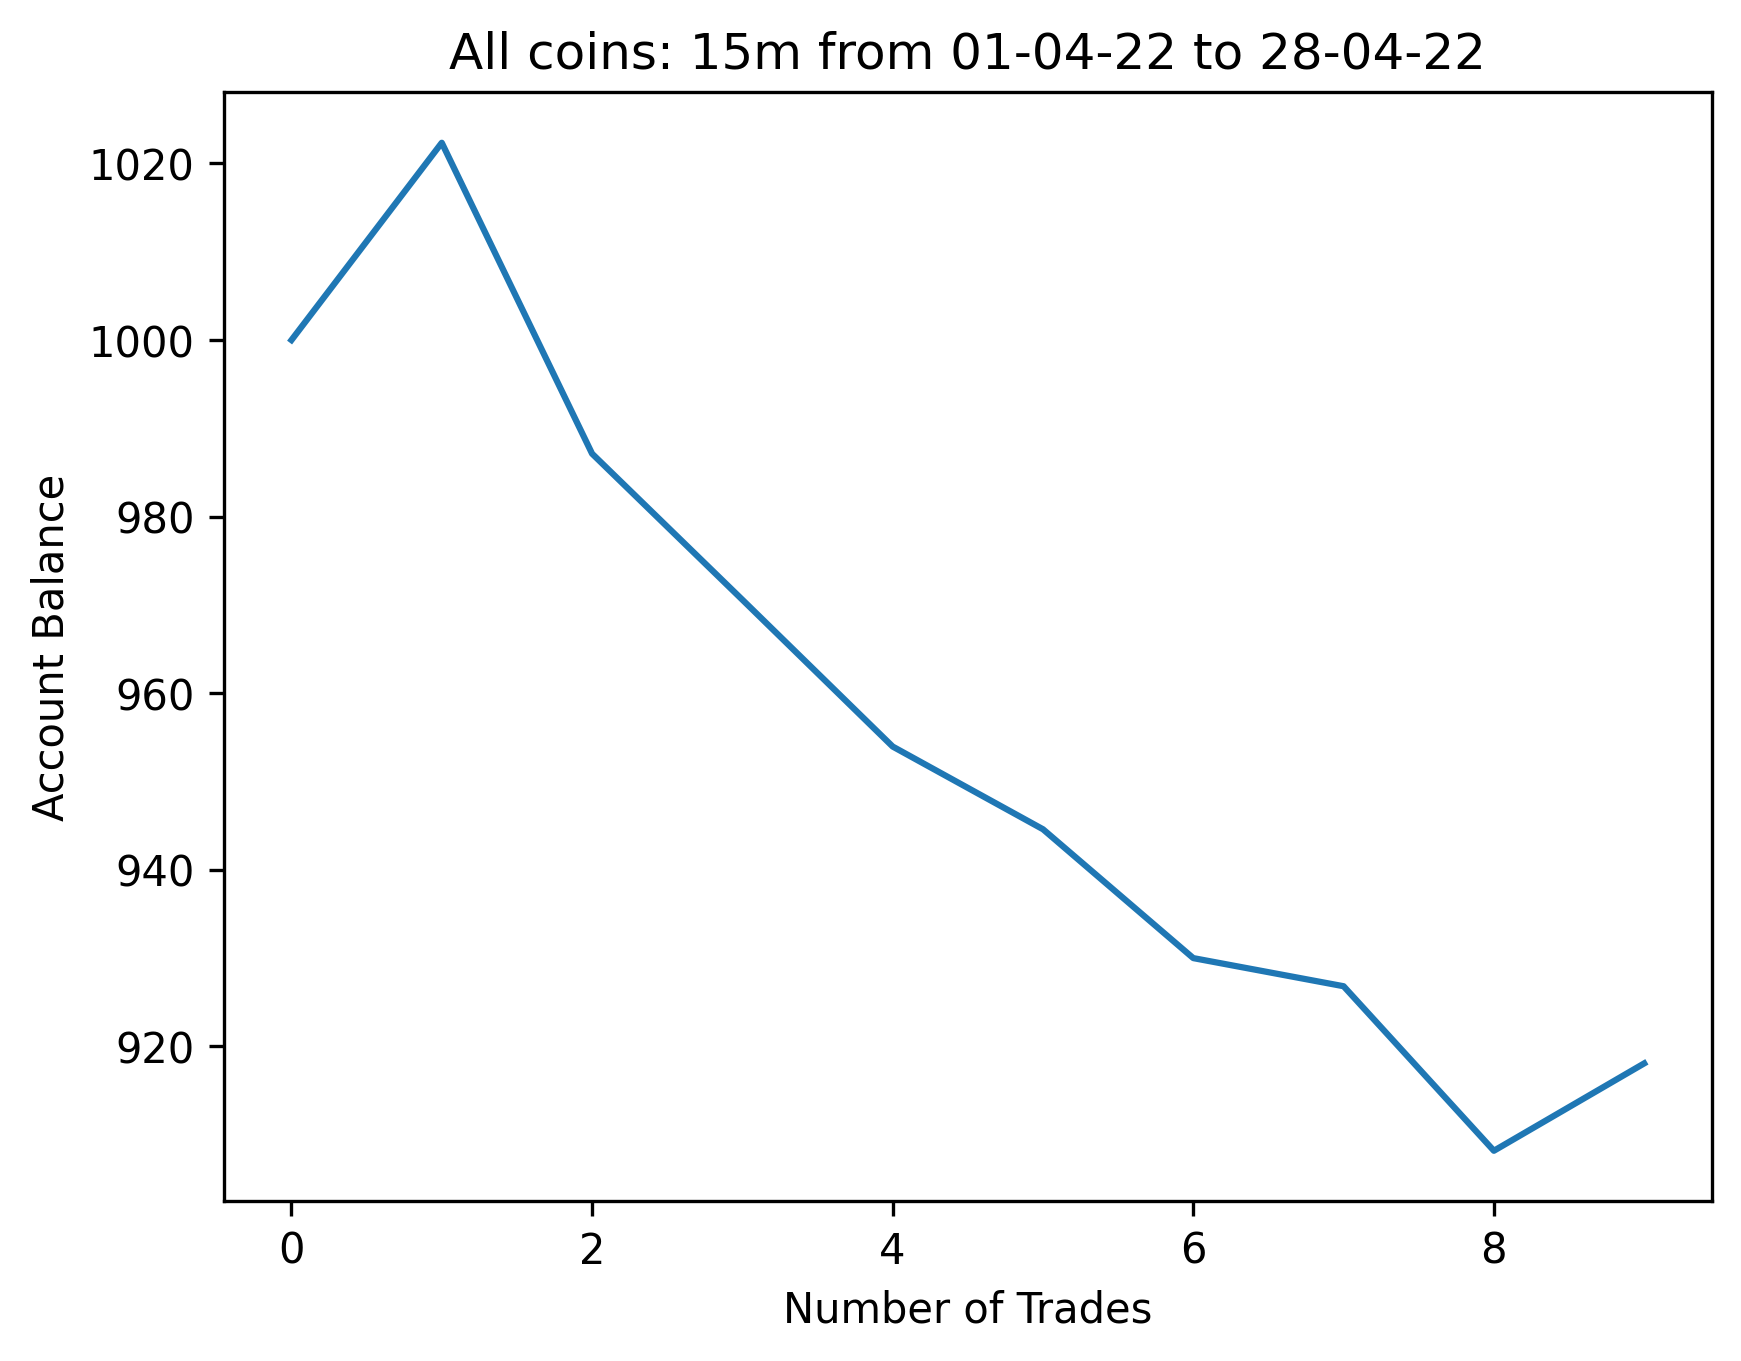 All coins: 15m from 01-04-22 to 28-04-22
1020
1000
980
960
940
920
Account Balance
0 2 4 6 8
Number of Trades